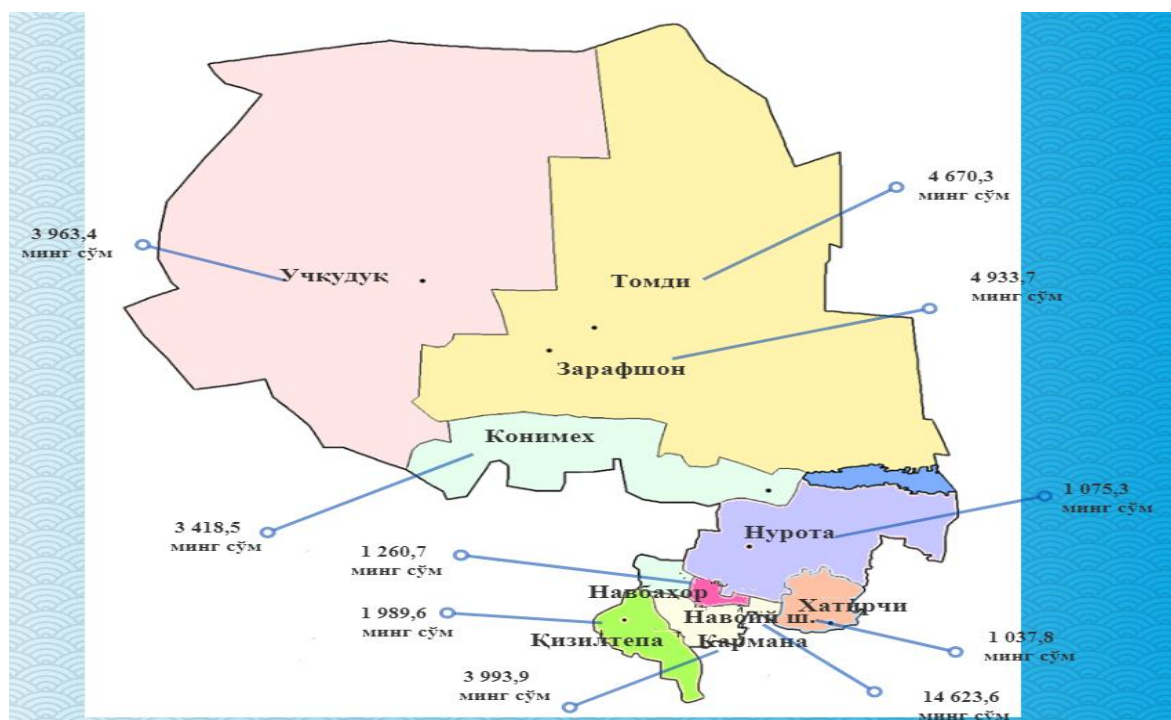 4 670,3
минг сўм
3 963,4
минг сўм
Учқудуқ
Томди
4 933,7
минг сўм
Зарафшон
Конимех
3 418,5
минг сўм
1 075,3
минг сўм
Нурота
1 260,7
минг сўм
Навбаҳор
Хатирчи
1 989,6
минг сўм
Навоий ш.
Қизилтепа
Кармана
1 037,8
минг сўм
3 993,9
минг сўм
14 623,6
минг сўм